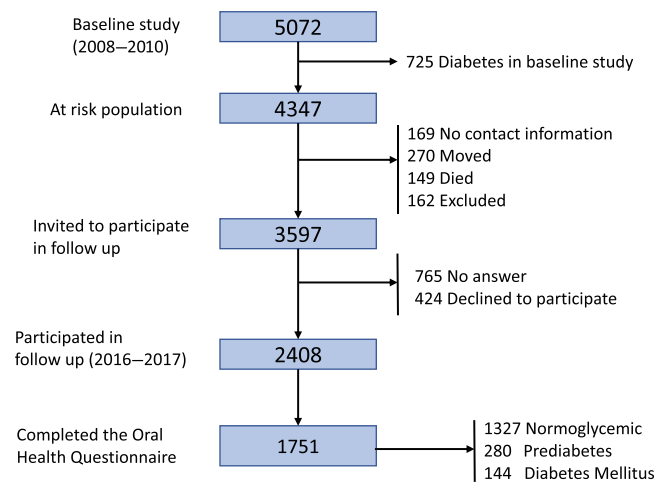 Baseline study
(2008–2010)
5072
725 Diabetes in baseline study
At risk population
4347
169 No contact information
270 Moved
149 Died
162 Excluded
Invited to participate
in follow up
3597
765 No answer
424 Declined to participate
Participated in
follow up (2016–2017)
2408
Completed the Oral
Health Questionnaire
1751
1327 Normoglycemic
280 Prediabetes
144 Diabetes Mellitus